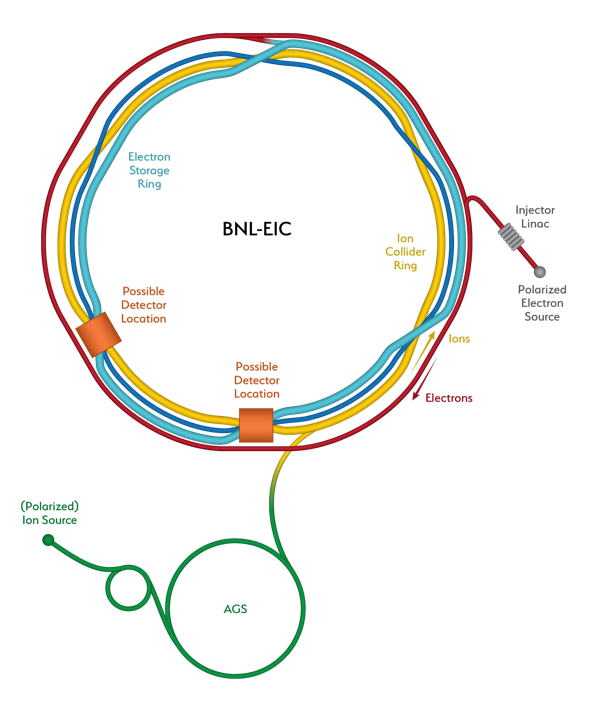 Electron
Storage
Ring
BNL-EIC
Injector
Linac
Ion
Collider
Ring
Polarized
Electron
Source
Possible
Detector
Location
Ions
Possible
Detector
Location
Electrons
(Polarized)
Ion Source
AGS